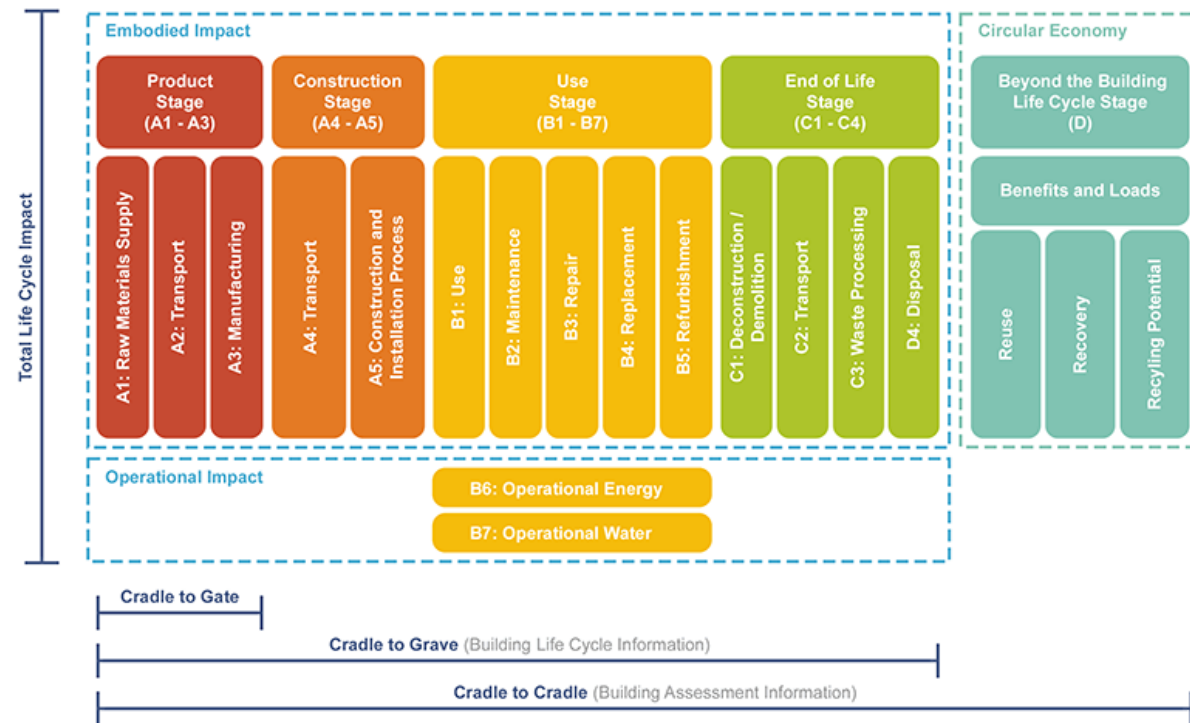 Embodied Impact
Circular Economy
Product
Stage
(A1 - A3)
Construction
Stage
(A4 - A5)
Use
Stage
(B1 - B7)
End of Life
Stage
(C1 - C4)
Beyond the Building
Life Cycle Stage
(D)
Total Life Cycle Impact
A1: Raw Materials Supply
A2: Transport
A3: Manufacturing
A4: Transport
A5: Construction and
Installation Process
B1: Use
B2: Maintenance
B3: Repair
B4: Replacement
B5: Refurbishment
C1: Deconstruction /
Demolition
C2: Transport
C3: Waste Processing
D4: Disposal
Benefits and Loads
Reuse
Recovery
Recyling Potential
Operational Impact
B6: Operational Energy
B7: Operational Water
Cradle to Gate
Cradle to Grave (Building Life Cycle Information)
Cradle to Cradle (Building Assessment Information)